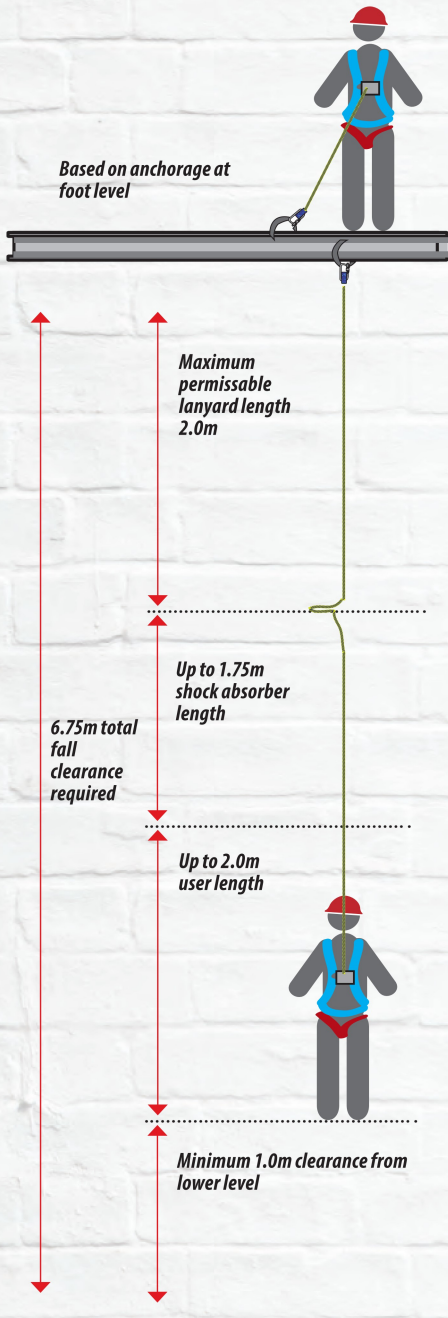 Based on anchorage at
foot level
Maximum
permissable
lanyard length
2.0m
Up to 1.75m
shock absorber
length
6.75m total
fall
clearance
required
Up to 2.0m
user length
Minimum 1.0m clearance from
lower level